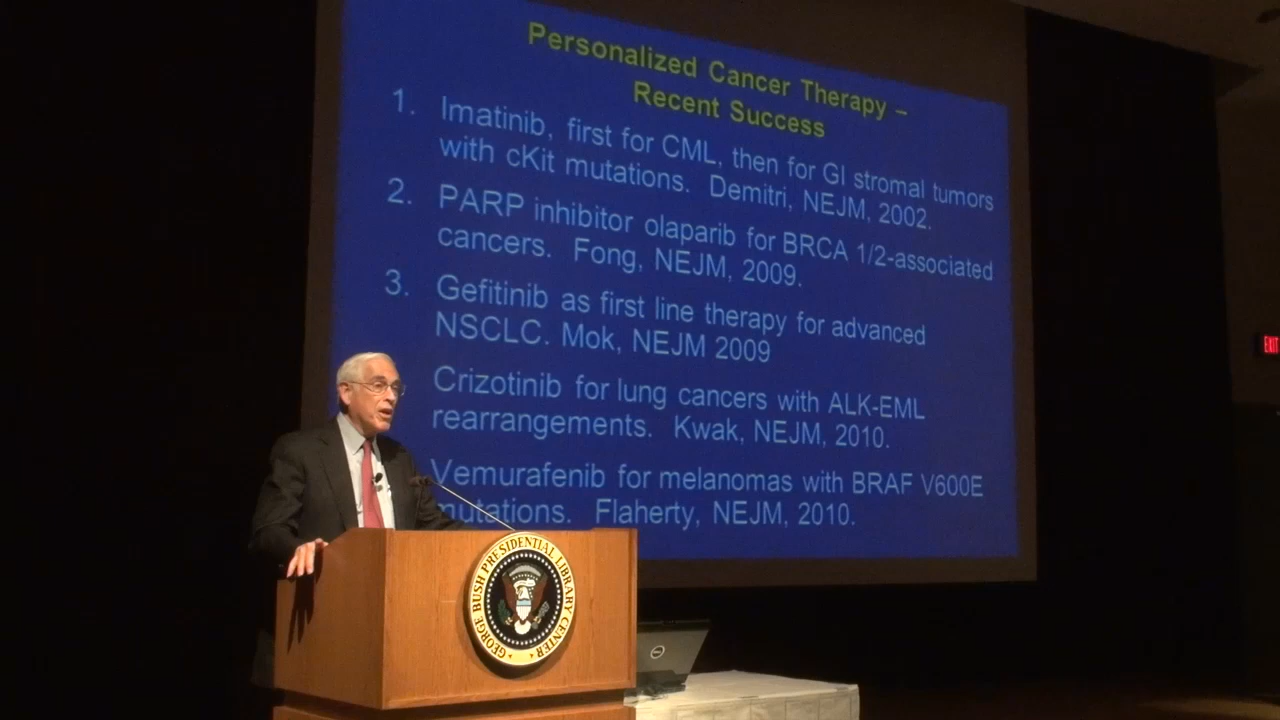 Personalized Cancer Therapy –
Recent Success
1. Imatinib, first for CML, then for GI stromal tumors
with cKit mutations. Demitri, NEJM, 2002.
2. PARP inhibitor olaparib for BRCA 1/2-associated
cancers. Fong, NEJM, 2009.
3. Gefitinib as first line therapy for advanced
NSCLC. Mok, NEJM 2009
Crizotinib for lung cancers with ALK-EML
rearrangements. Kwak, NEJM, 2010.
Vemurafenib for melanomas with BRAF V600E
mutations. Flaherty, NEJM, 2010.
EXIT
GEORGE BUSH PRESIDENTIAL LIBRARY CENTER
DELL